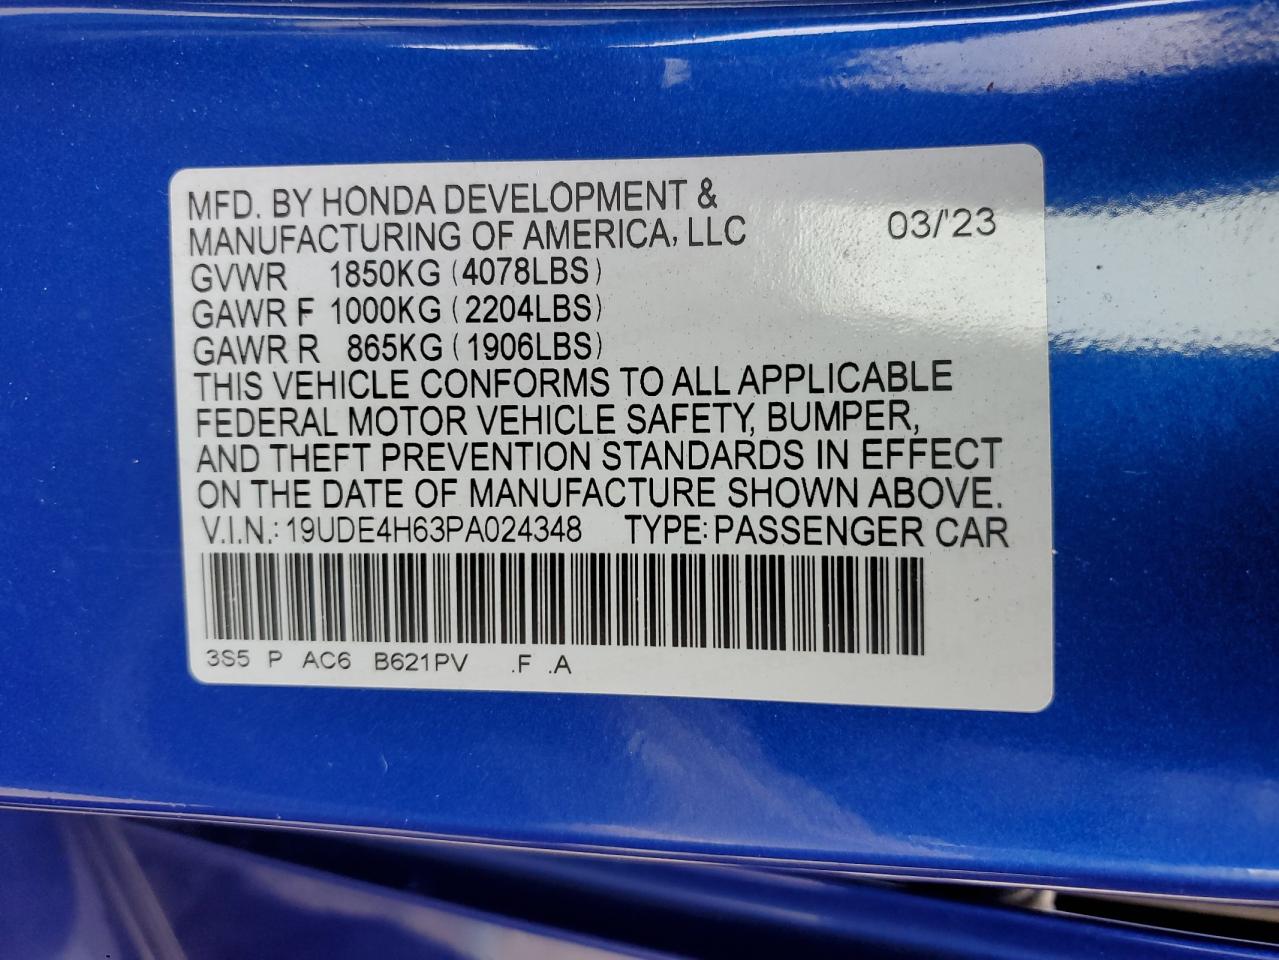 MFD. BY HONDA DEVELOPMENT &
MANUFACTURING OF AMERICA, LLC 03/'23
GVWR 1850KG (4078LBS)
GAWR F 1000KG (2204LBS)
GAWR R 865KG (1906LBS)
THIS VEHICLE CONFORMS TO ALL APPLICABLE
FEDERAL MOTOR VEHICLE SAFETY, BUMPER,
AND THEFT PREVENTION STANDARDS IN EFFECT
ON THE DATE OF MANUFACTURE SHOWN ABOVE.
V.I.N.: 19UDE4H63PA024348 TYPE: PASSENGER CAR
3S5 P AC6 B621PV .F .A